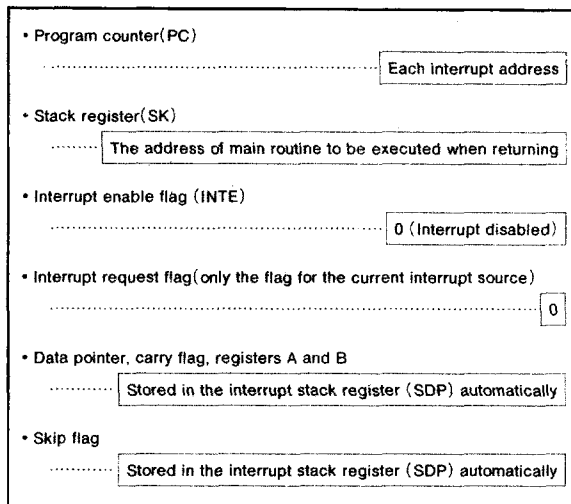 • Program counter(PC)
............................................................ Each interrupt address
• Stack register(SK)
......... The address of main routine to be executed when returning
• Interrupt enable flag (INTE)
............................................................ 0 (Interrupt disabled)
• Interrupt request flag(only the flag for the current interrupt source)
.......................................................................................... 0
• Data pointer, carry flag, registers A and B
............ Stored in the interrupt stack register (SDP) automatically
• Skip flag
............ Stored in the interrupt stack register (SDP) automatically